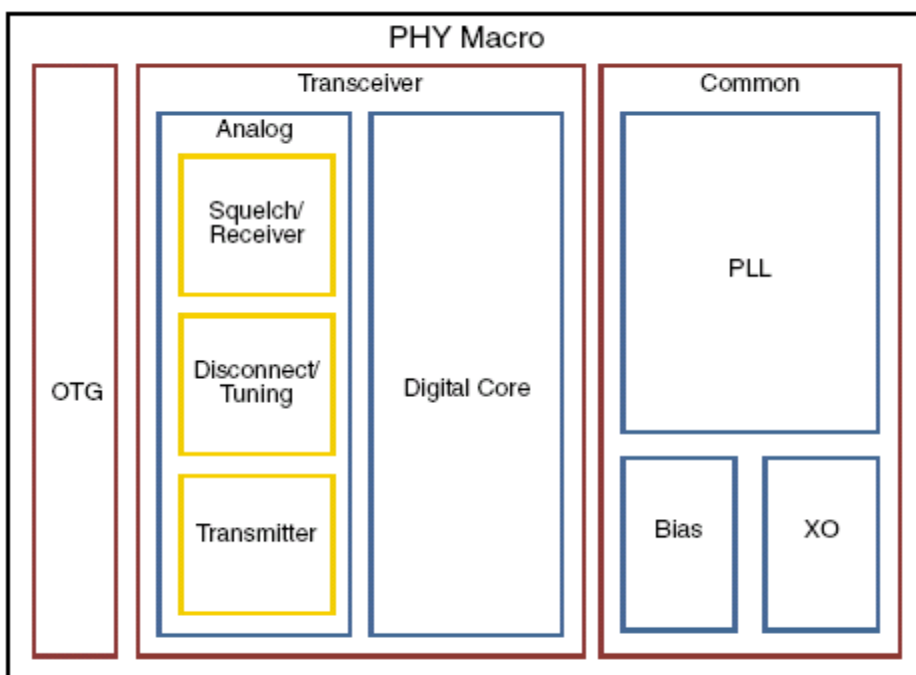 PHY Macro
OTG
Transceiver
Analog
Squelch/
Receiver
Disconnect/
Tuning
Transmitter
Digital Core
Common
PLL
Bias
XO